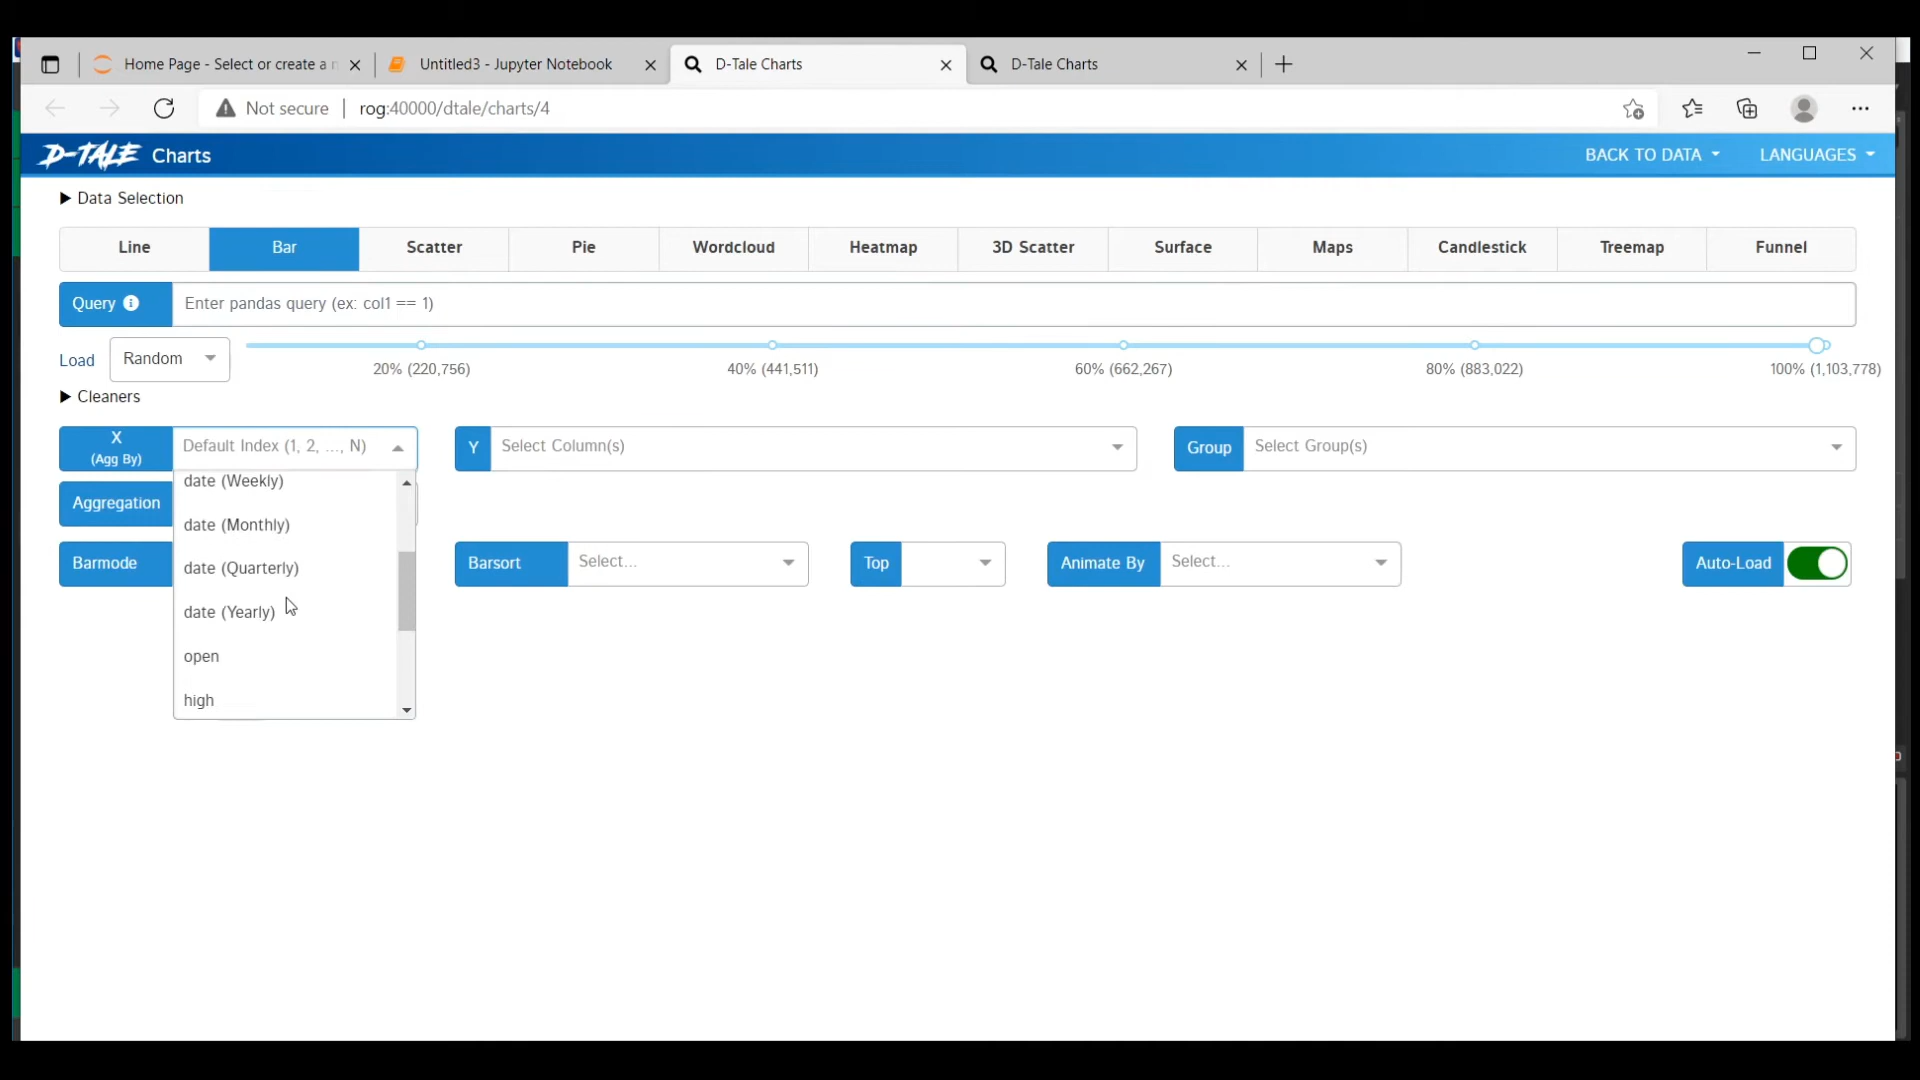 Home Page - Select or create a n
Untitled3 - Jupyter Notebook
D-Tale Charts
D-Tale Charts
Not secure
rog:40000/dtale/charts/4
D-TALE Charts
BACK TO DATA
LANGUAGES
Data Selection
Line
Bar
Scatter
Pie
Wordcloud
Heatmap
3D Scatter
Surface
Maps
Candlestick
Treemap
Funnel
Query
Enter pandas query (ex: col1 == 1)
Load
Random
20% (220,756)
40% (441,511)
60% (662,267)
80% (883,022)
100% (1,103,778)
Cleaners
X
(Agg By)
Default Index (1, 2, ..., N)
Y
Select Column(s)
Group
Select Group(s)
date (Weekly)
Aggregation
date (Monthly)
Barmode
date (Quarterly)
Barsort
Select...
Top
Animate By
Select...
Auto-Load
date (Yearly)
open
high